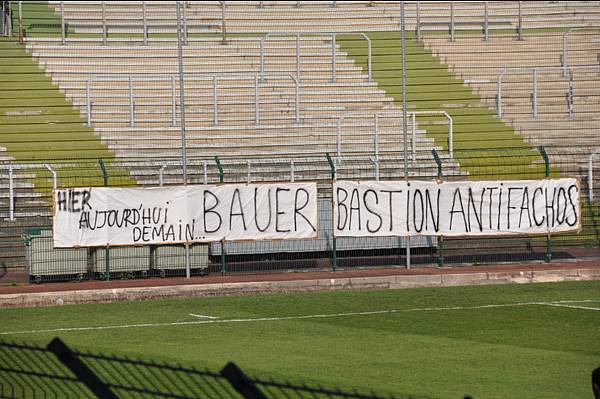 HIER
AUJOURD'HUI
DEMAIN... BAUER BASTION ANTIFACHOS